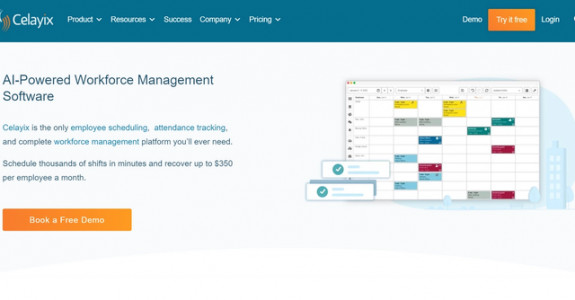 Celayix
Product Resources Success Company Pricing
Demo Try it free Login
AI-Powered Workforce Management
Software
Celayix is the only employee scheduling, attendance tracking,
and complete workforce management platform you'll ever need.
Schedule thousands of shifts in minutes and recover up to $350
per employee a month.
Book a Free Demo